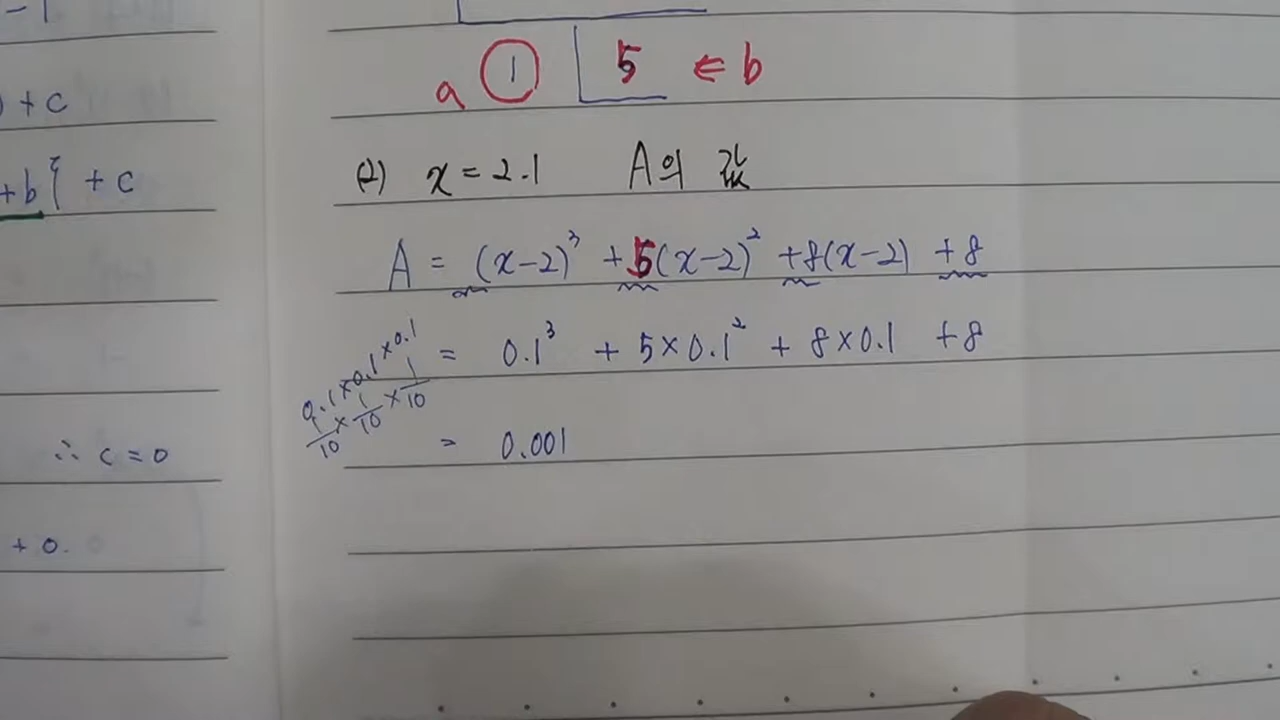 -1
a 1 5 ⇐ b
) + c
(2) x = 2.1 A의 값
+b} + c
A = (x-2)³ + 5(x-2)² + 8(x-2) + 8
= 0.1³ + 5×0.1² + 8×0.1 + 8
0.1×0.1×0.1
1/10 × 1/10 × 1/10
= 0.001
∴ c = 0
+ 0.